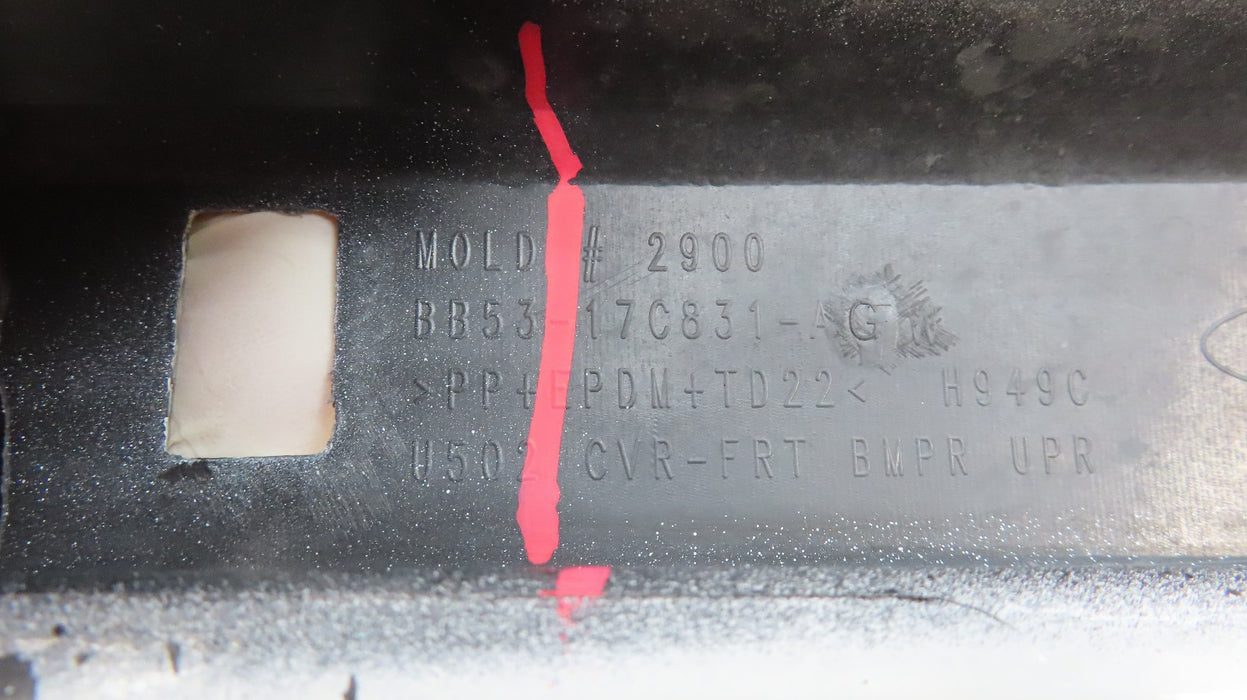 MOLD # 2900
BB53-17C831-AG
>PP+EPDM+TD22< H949C
U502 CVR-FRT BMPR UPR